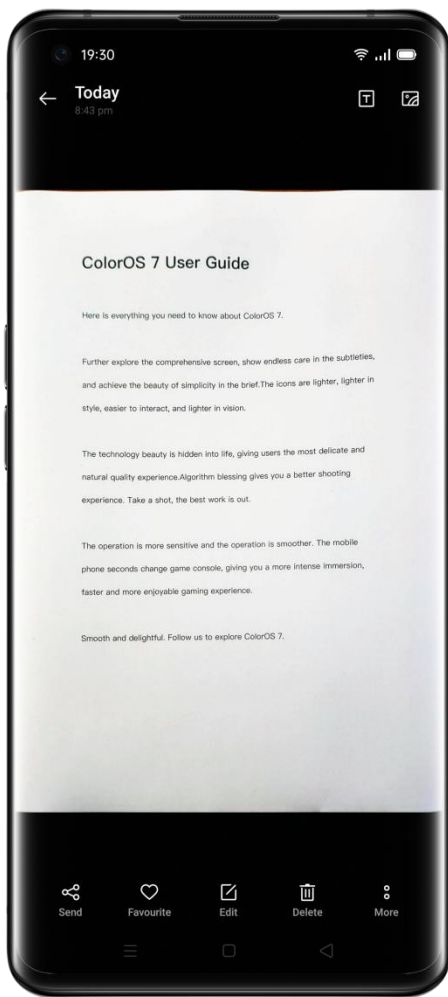 19:30
Today
8:43 pm
T
ColorOS 7 User Guide
Here is everything you need to know about ColorOS 7.
Further explore the comprehensive screen, show endless care in the subtleties,
and achieve the beauty of simplicity in the brief.The icons are lighter, lighter in
style, easier to interact, and lighter in vision.
The technology beauty is hidden into life, giving users the most delicate and
natural quality experience.Algorithm blessing gives you a better shooting
experience. Take a shot, the best work is out.
The operation is more sensitive and the operation is smoother. The mobile
phone seconds change game console, giving you a more intense immersion,
faster and more enjoyable gaming experience.
Smooth and delightful. Follow us to explore ColorOS 7.
Send
Favourite
Edit
Delete
More